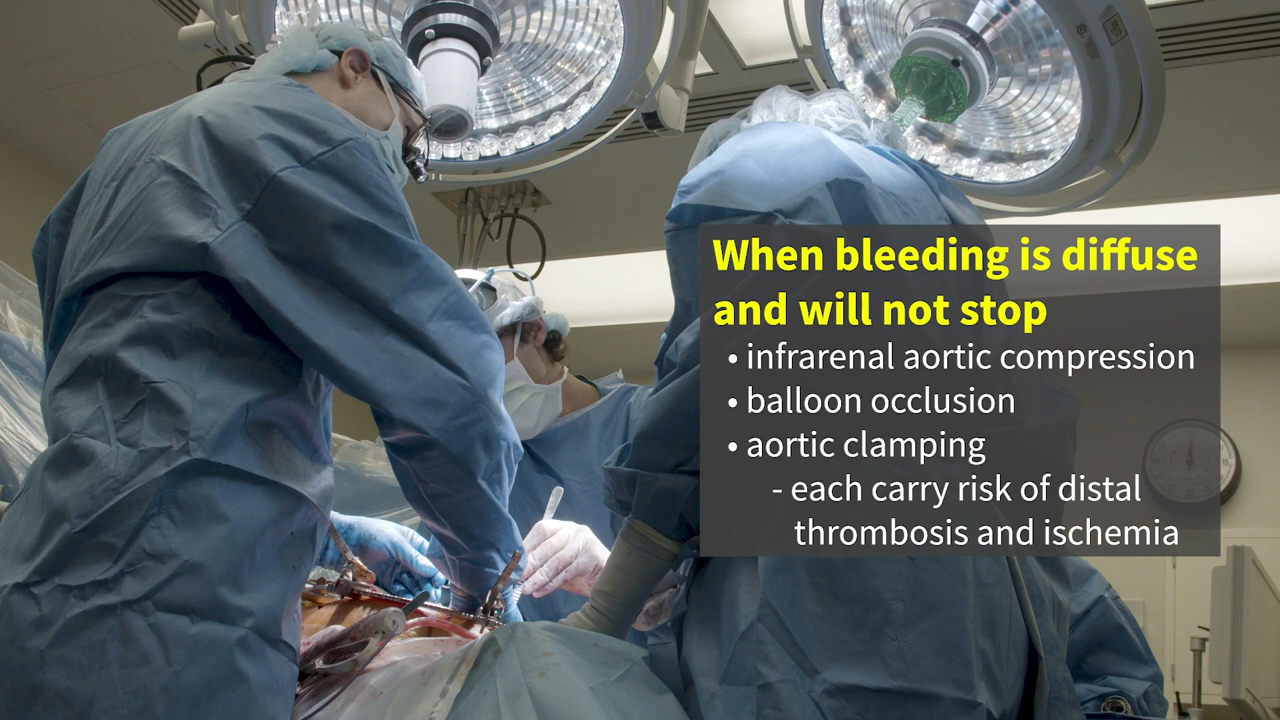 When bleeding is diffuse
and will not stop
• infrarenal aortic compression
• balloon occlusion
• aortic clamping
- each carry risk of distal
thrombosis and ischemia